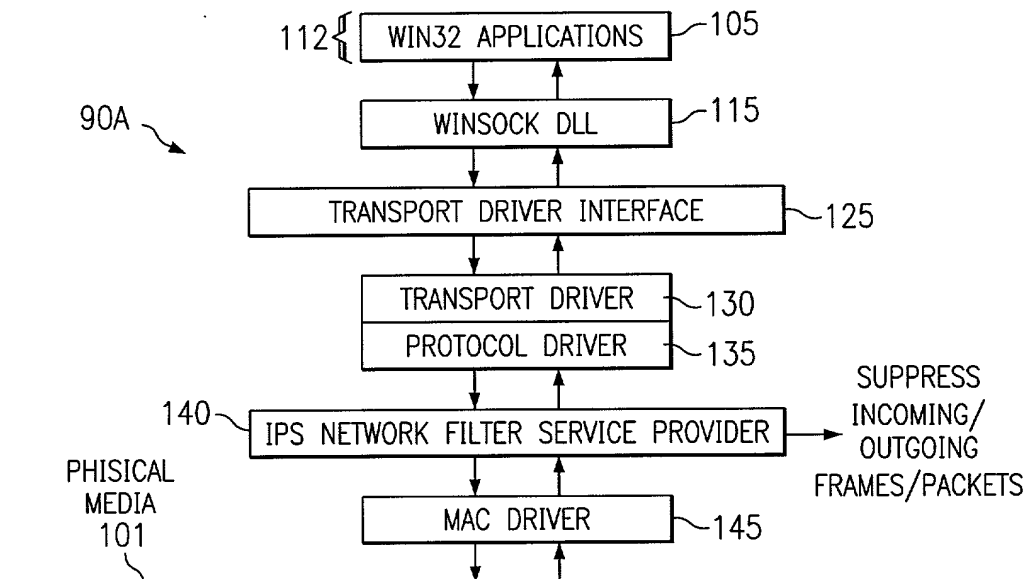 112 WIN32 APPLICATIONS 105
90A
WINSOCK DLL 115
TRANSPORT DRIVER INTERFACE 125
TRANSPORT DRIVER 130
PROTOCOL DRIVER 135
140 IPS NETWORK FILTER SERVICE PROVIDER
SUPPRESS
INCOMING/
OUTGOING
FRAMES/PACKETS
PHISICAL
MEDIA
101
MAC DRIVER 145